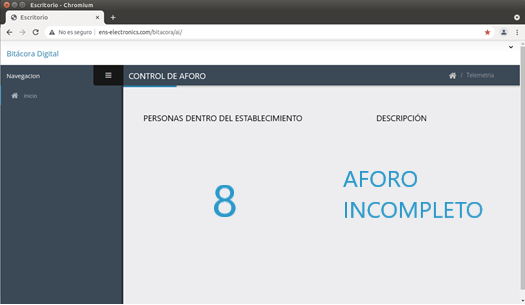 Escritorio - Chromium
Escritorio
No es seguro | ens-electronics.com/bitacora/ai/
Bitácora Digital
Navegacion
CONTROL DE AFORO
/ Telemetria
Inicio
PERSONAS DENTRO DEL ESTABLECIMIENTO
DESCRIPCIÓN
8
AFORO
INCOMPLETO